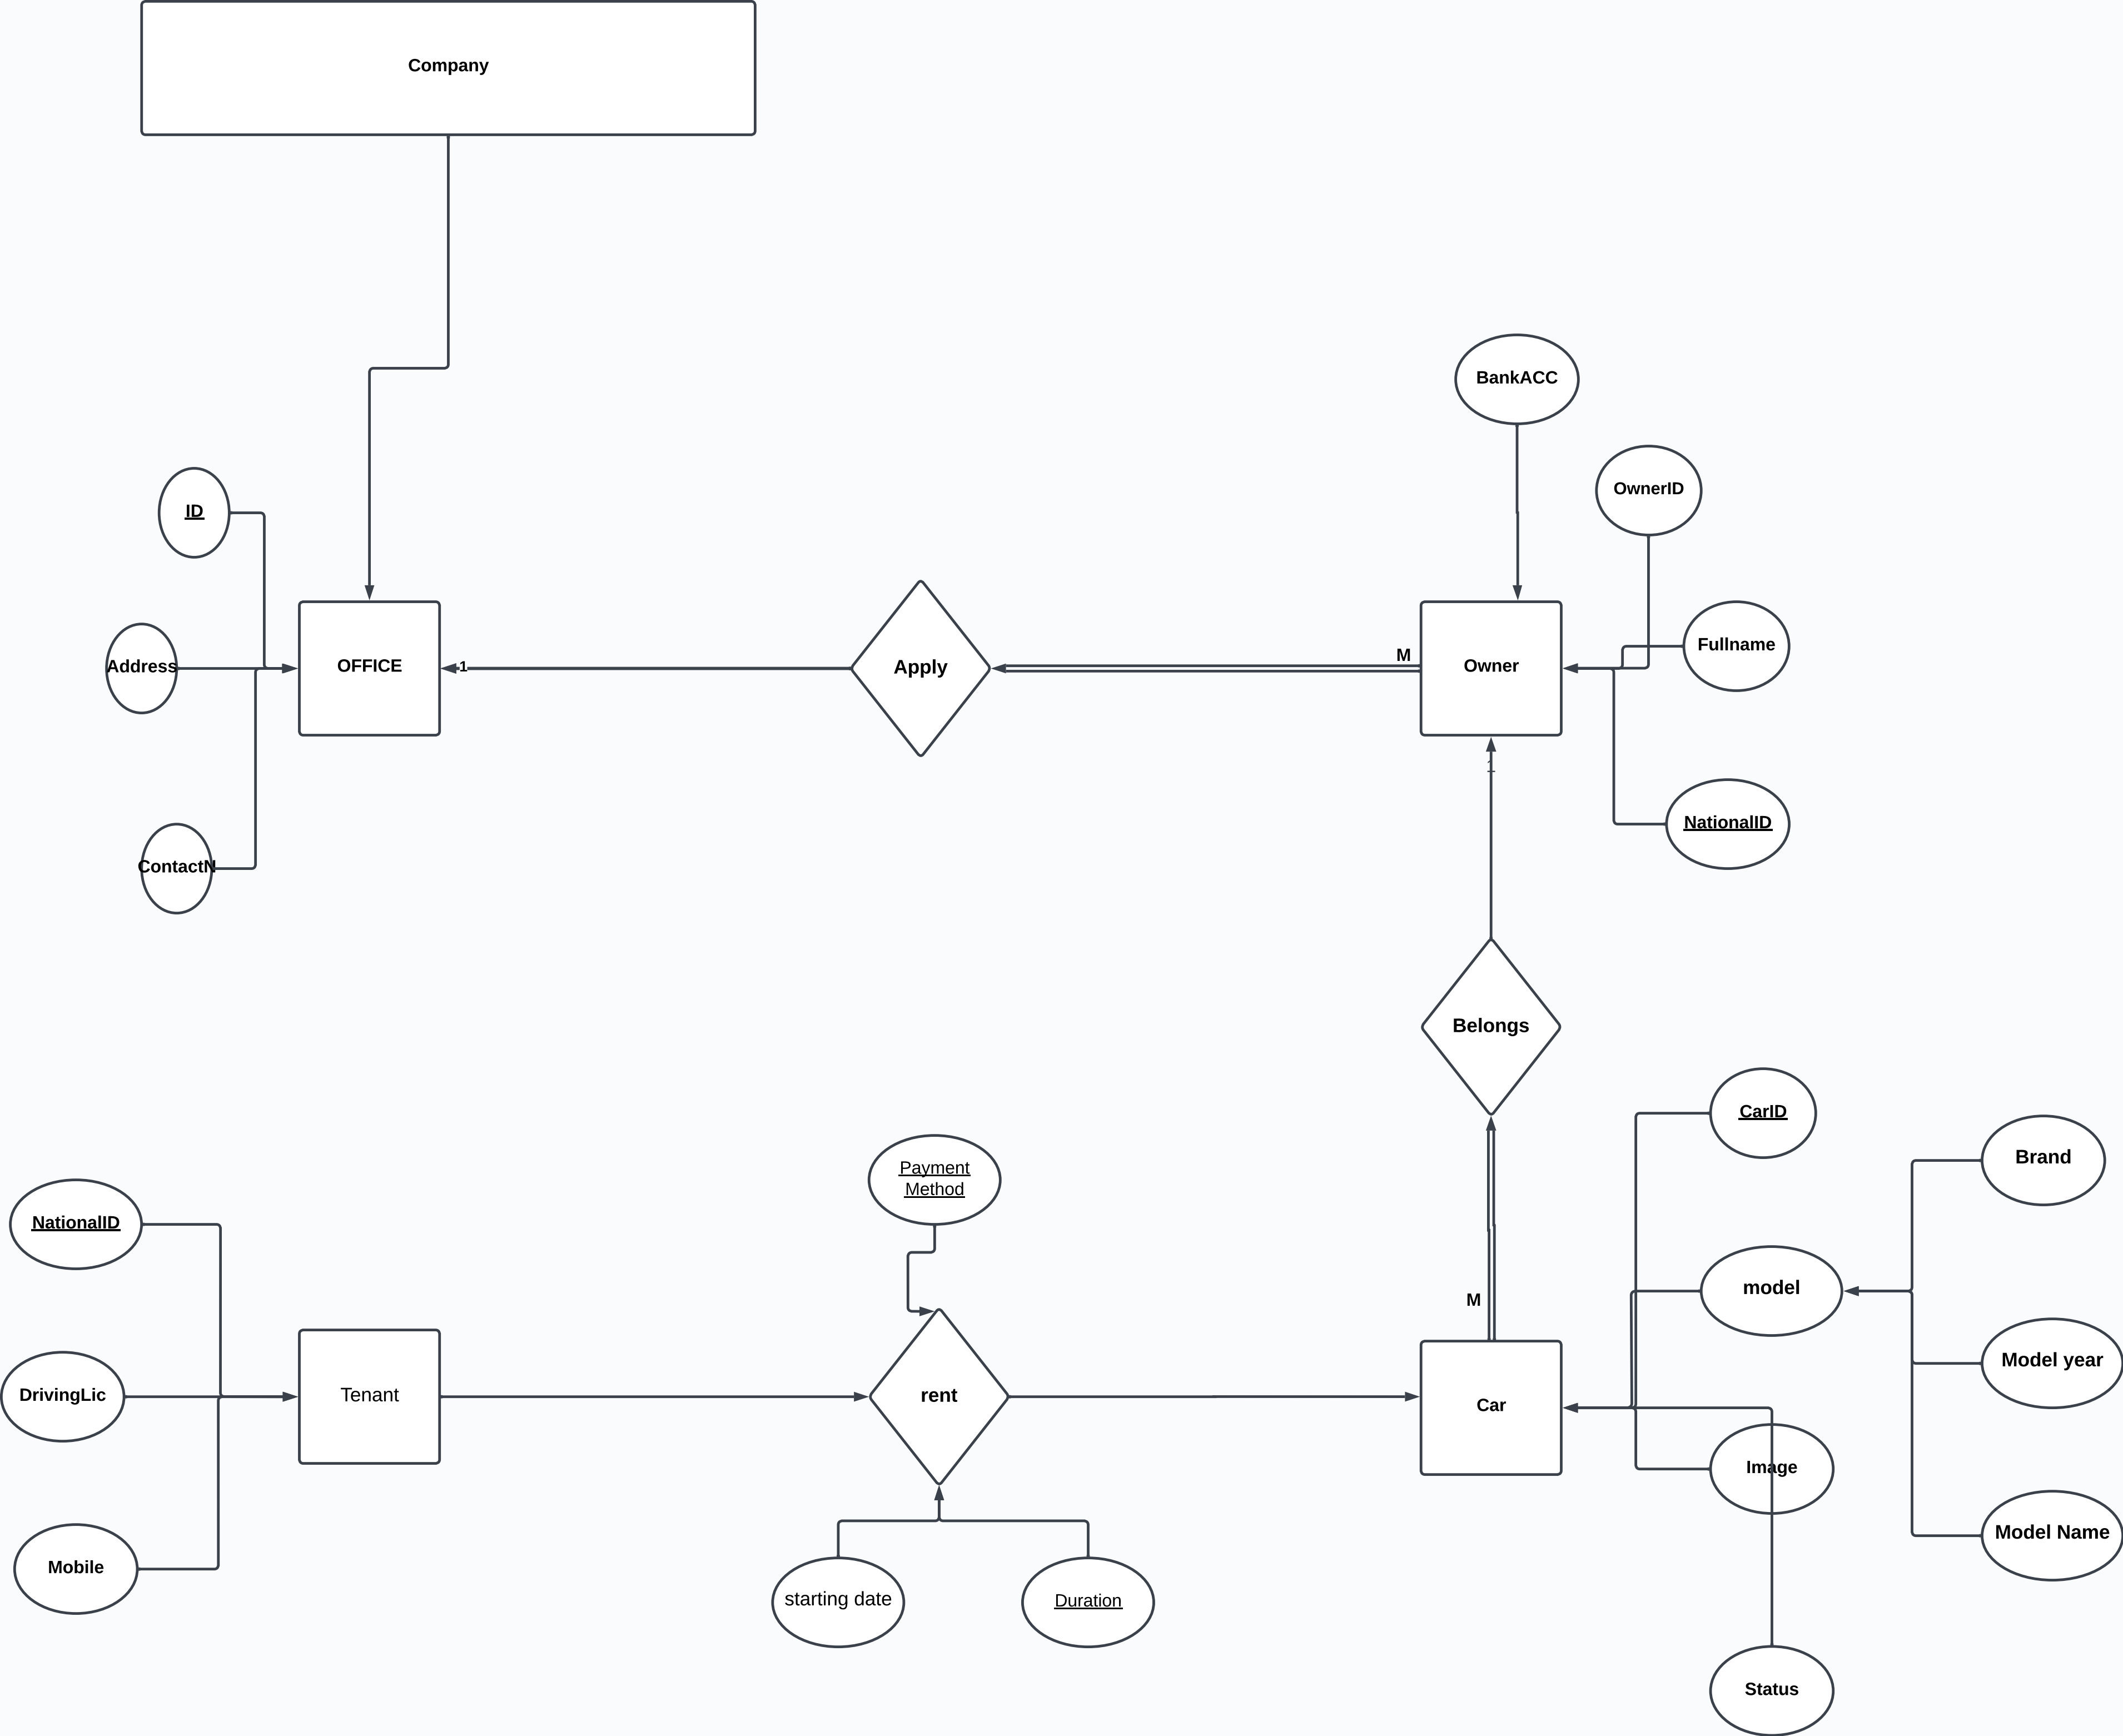 Company
BankACC
OwnerID
ID
Fullname
Address
OFFICE
1
Apply
M
Owner
1
NationalID
ContactN
Belongs
CarID
Brand
Payment
Method
NationalID
model
M
Model year
DrivingLic
Tenant
rent
Car
Image
Model Name
Mobile
starting date
Duration
Status